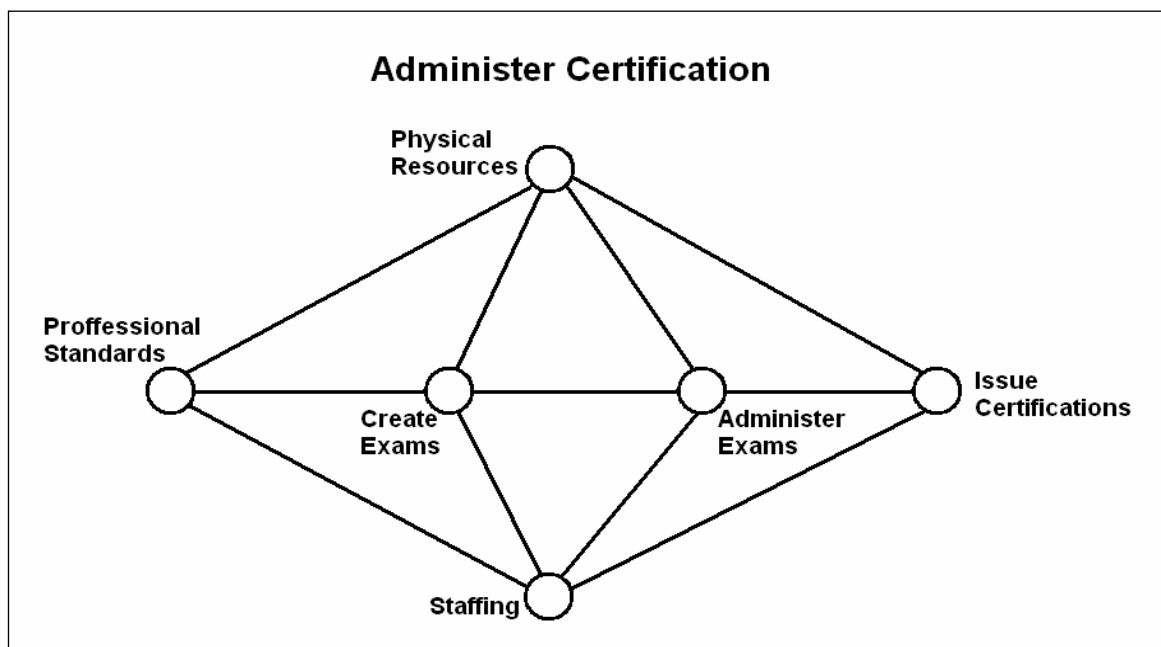 Administer Certification
Physical
Resources
Proffessional
Standards
Issue
Certifications
Create
Exams
Administer
Exams
Staffing